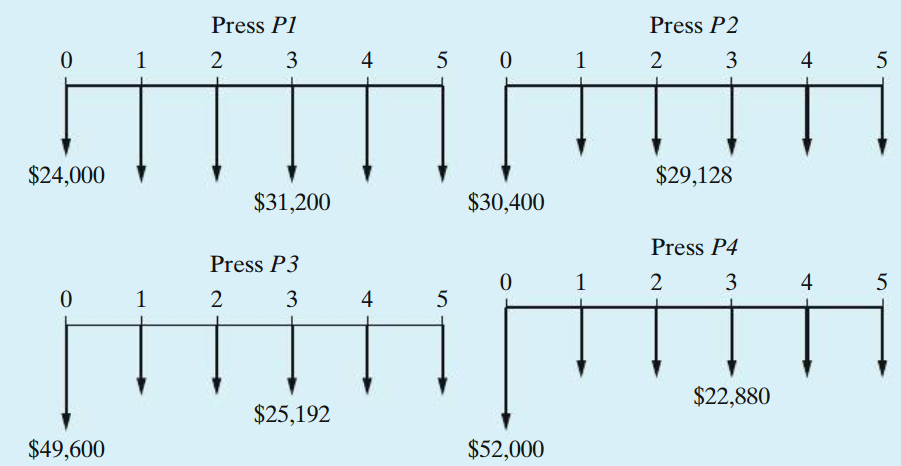 Press P1
0 1 2 3 4 5
$24,000
$31,200
Press P2
0 1 2 3 4 5
$29,128
$30,400
Press P3
0 1 2 3 4 5
$25,192
$49,600
Press P4
0 1 2 3 4 5
$22,880
$52,000